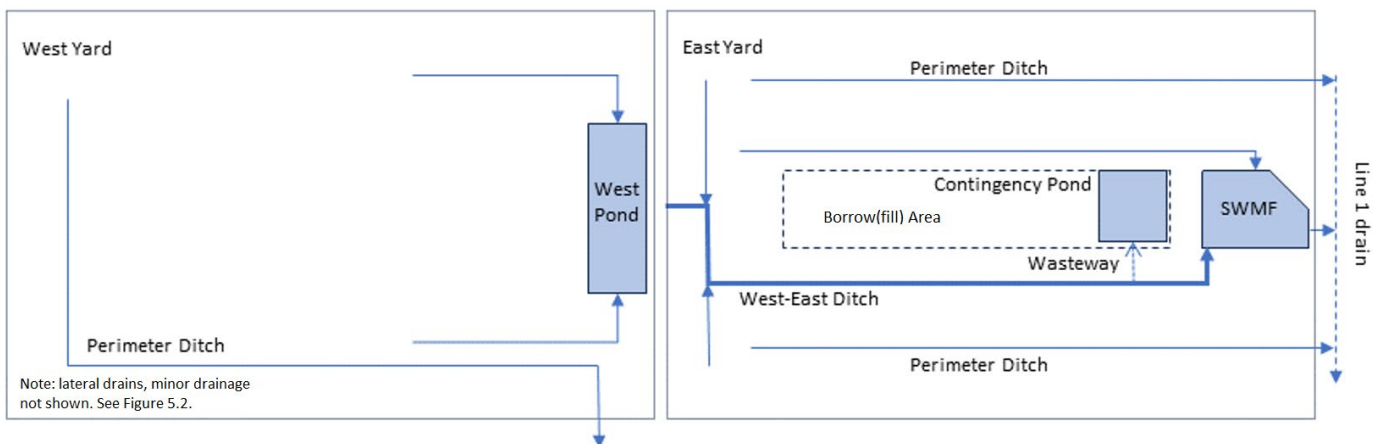 West Yard
East Yard
Perimeter Ditch
West
Pond
Contingency Pond
Borrow(fill) Area
SWMF
Line 1 drain
Wasteway
West-East Ditch
Perimeter Ditch
Perimeter Ditch
Note: lateral drains, minor drainage
not shown. See Figure 5.2.